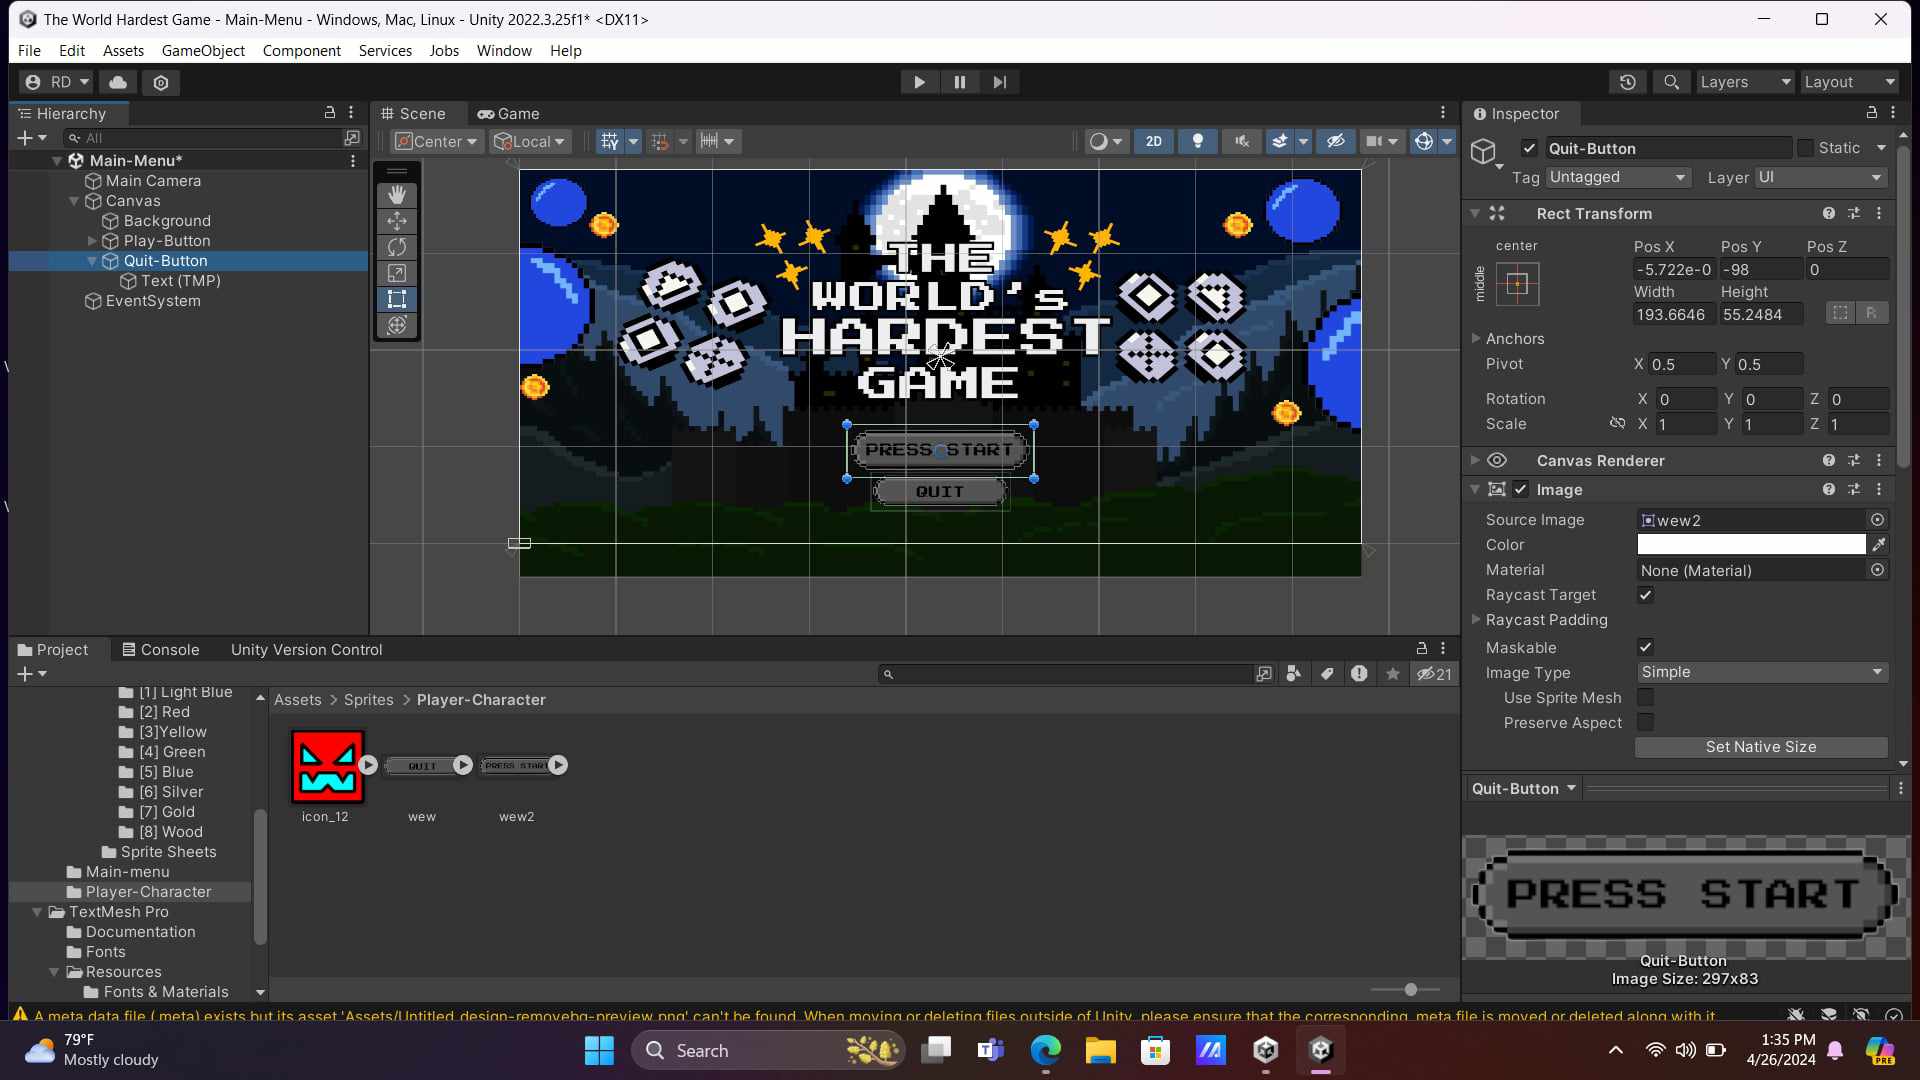 The World Hardest Game - Main-Menu - Windows, Mac, Linux - Unity 2022.3.25f1* <DX11>
File Edit Assets GameObject Component Services Jobs Window Help
RD Layers Layout
Hierarchy
All
Main-Menu*
Main Camera
Canvas
Background
Play-Button
Quit-Button
Text (TMP)
EventSystem
Scene Game
Center Local 2D
THE
WORLD's
HARDEST
GAME
PRESS START
QUIT
Inspector
Quit-Button Static
Tag Untagged Layer UI
Rect Transform
center
middle
Pos X Pos Y Pos Z
-5.722e-0 -98 0
Width Height
193.6646 55.2484
R
Anchors
Pivot X 0.5 Y 0.5
Rotation X 0 Y 0 Z 0
Scale X 1 Y 1 Z 1
Canvas Renderer
Image
Source Image wew2
Color
Material None (Material)
Raycast Target
Raycast Padding
Maskable
Image Type Simple
Use Sprite Mesh
Preserve Aspect
Set Native Size
Quit-Button
PRESS START
Quit-Button
Image Size: 297x83
Project Console Unity Version Control
21
[1] Light Blue
[2] Red
[3]Yellow
[4] Green
[5] Blue
[6] Silver
[7] Gold
[8] Wood
Sprite Sheets
Main-menu
Player-Character
TextMesh Pro
Documentation
Fonts
Resources
Fonts & Materials
Assets > Sprites > Player-Character
QUIT PRESS START
icon_12 wew wew2
A meta data file (.meta) exists but its asset 'Assets/Untitled_design-removebg-preview.png' can't be found. When moving or deleting files outside of Unity, please ensure that the corresponding .meta file is moved or deleted along with it.
79°F
Mostly cloudy
Search
1:35 PM
4/26/2024
PRE